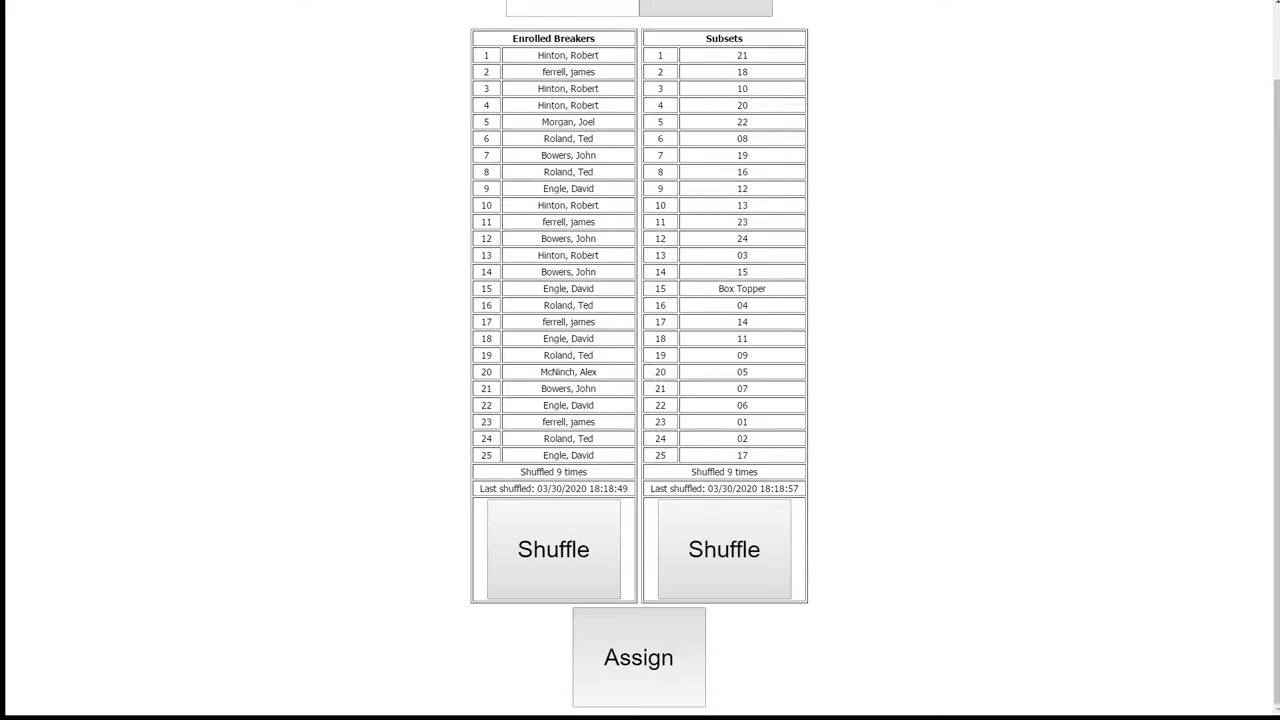 Enrolled Breakers Subsets
1 Hinton, Robert 1 21
2 ferrell, james 2 18
3 Hinton, Robert 3 10
4 Hinton, Robert 4 20
5 Morgan, Joel 5 22
6 Roland, Ted 6 08
7 Bowers, John 7 19
8 Roland, Ted 8 16
9 Engle, David 9 12
10 Hinton, Robert 10 13
11 ferrell, james 11 23
12 Bowers, John 12 24
13 Hinton, Robert 13 03
14 Bowers, John 14 15
15 Engle, David 15 Box Topper
16 Roland, Ted 16 04
17 ferrell, james 17 14
18 Engle, David 18 11
19 Roland, Ted 19 09
20 McNinch, Alex 20 05
21 Bowers, John 21 07
22 Engle, David 22 06
23 ferrell, james 23 01
24 Roland, Ted 24 02
25 Engle, David 25 17
Shuffled 9 times Shuffled 9 times
Last shuffled: 03/30/2020 18:18:49 Last shuffled: 03/30/2020 18:18:57
Shuffle Shuffle
Assign